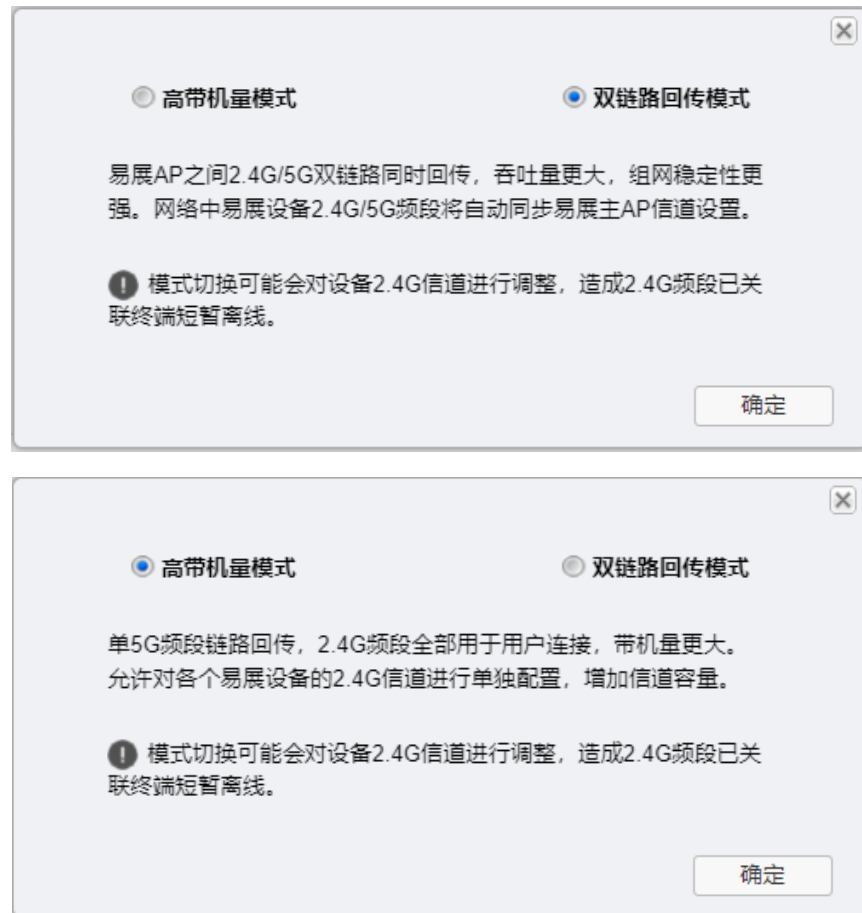 高带机量模式 双链路回传模式
易展AP之间2.4G/5G双链路同时回传，吞吐量更大，组网稳定性更
强。网络中易展设备2.4G/5G频段将自动同步易展主AP信道设置。
模式切换可能会对设备2.4G信道进行调整，造成2.4G频段已关
联终端短暂离线。
确定
高带机量模式 双链路回传模式
单5G频段链路回传，2.4G频段全部用于用户连接，带机量更大。
允许对各个易展设备的2.4G信道进行单独配置，增加信道容量。
模式切换可能会对设备2.4G信道进行调整，造成2.4G频段已关
联终端短暂离线。
确定